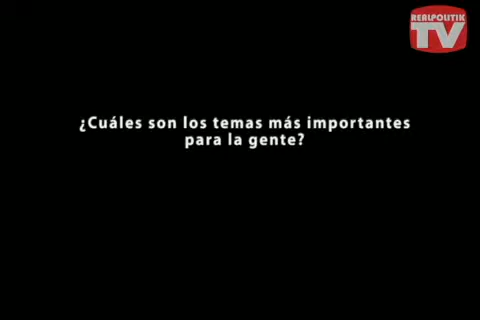 REALPOLITIK
TV
¿Cuáles son los temas más importantes
para la gente?